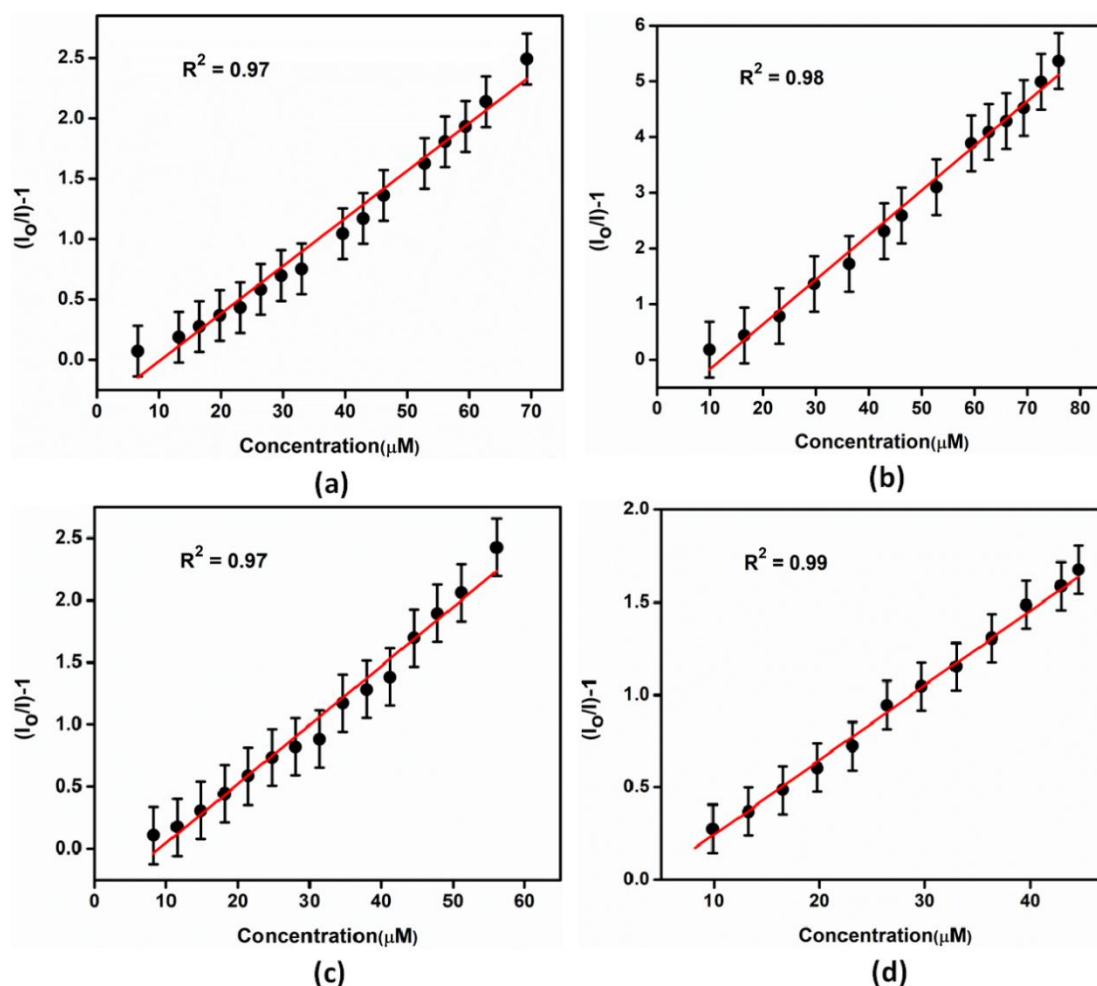 R² = 0.97
(I₀/I)-1
2.5
2.0
1.5
1.0
0.5
0.0
0 10 20 30 40 50 60 70
Concentration(μM)
(a)
R² = 0.98
(I₀/I)-1
6
5
4
3
2
1
0
0 10 20 30 40 50 60 70 80
Concentration(μM)
(b)
R² = 0.97
(I₀/I)-1
2.5
2.0
1.5
1.0
0.5
0.0
0 10 20 30 40 50 60
Concentration(μM)
(c)
R² = 0.99
(I₀/I)-1
2.0
1.5
1.0
0.5
0.0
10 20 30 40
Concentration(μM)
(d)